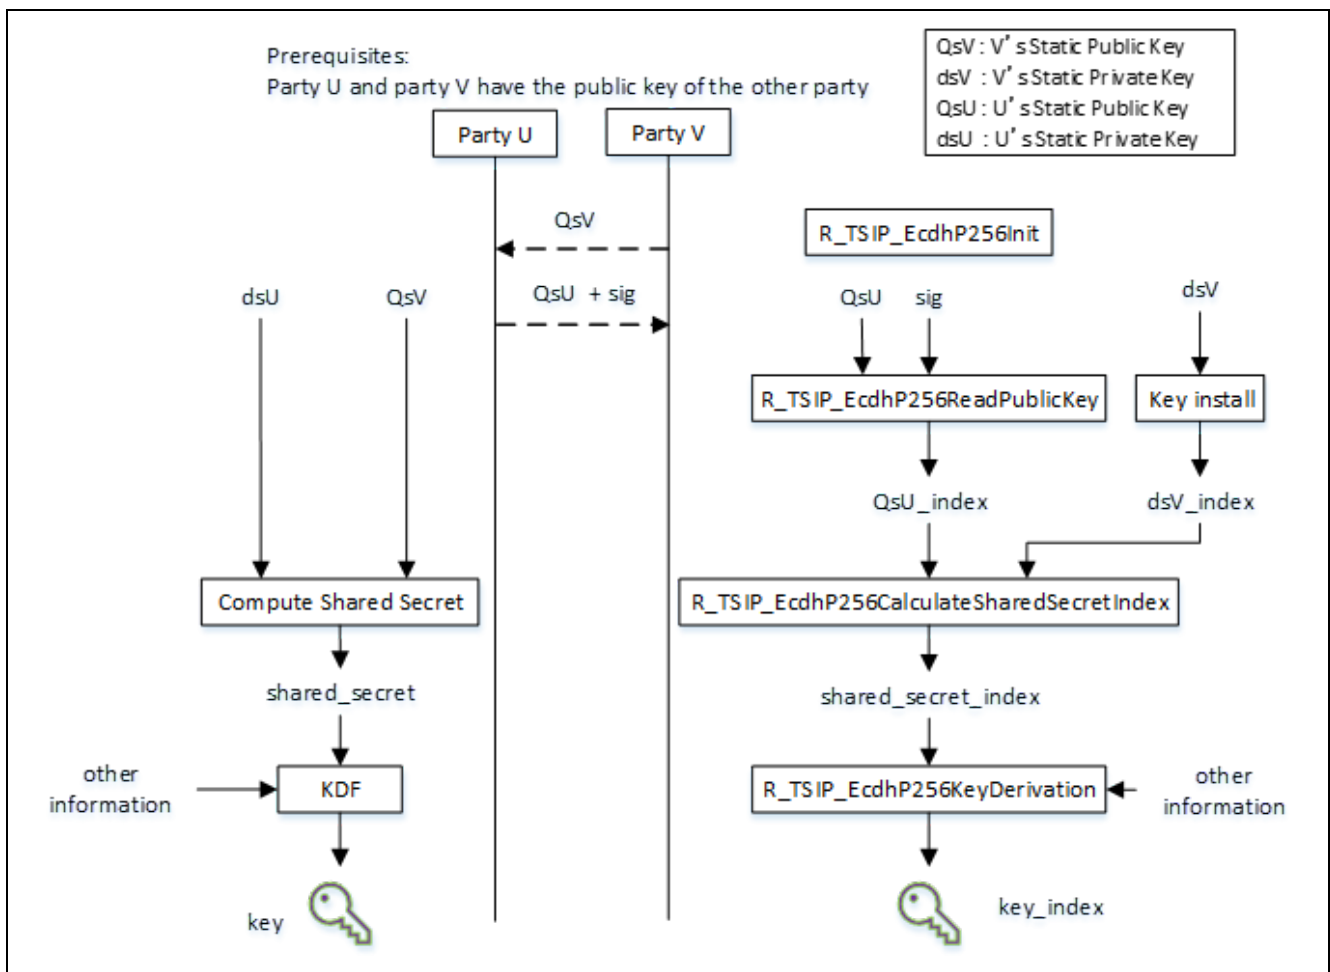 Prerequisites:
Party U and party V have the public key of the other party
QsV : V's Static Public Key
dsV : V's Static Private Key
QsU : U's Static Public Key
dsU : U's Static Private Key
Party U
Party V
QsV
R_TSIP_EcdhP256Init
dsU
QsV
QsU + sig
QsU
sig
dsV
R_TSIP_EcdhP256ReadPublicKey
Key install
QsU_index
dsV_index
Compute Shared Secret
R_TSIP_EcdhP256CalculateSharedSecretIndex
shared_secret
shared_secret_index
other
information
KDF
R_TSIP_EcdhP256KeyDerivation
other
information
key
key_index